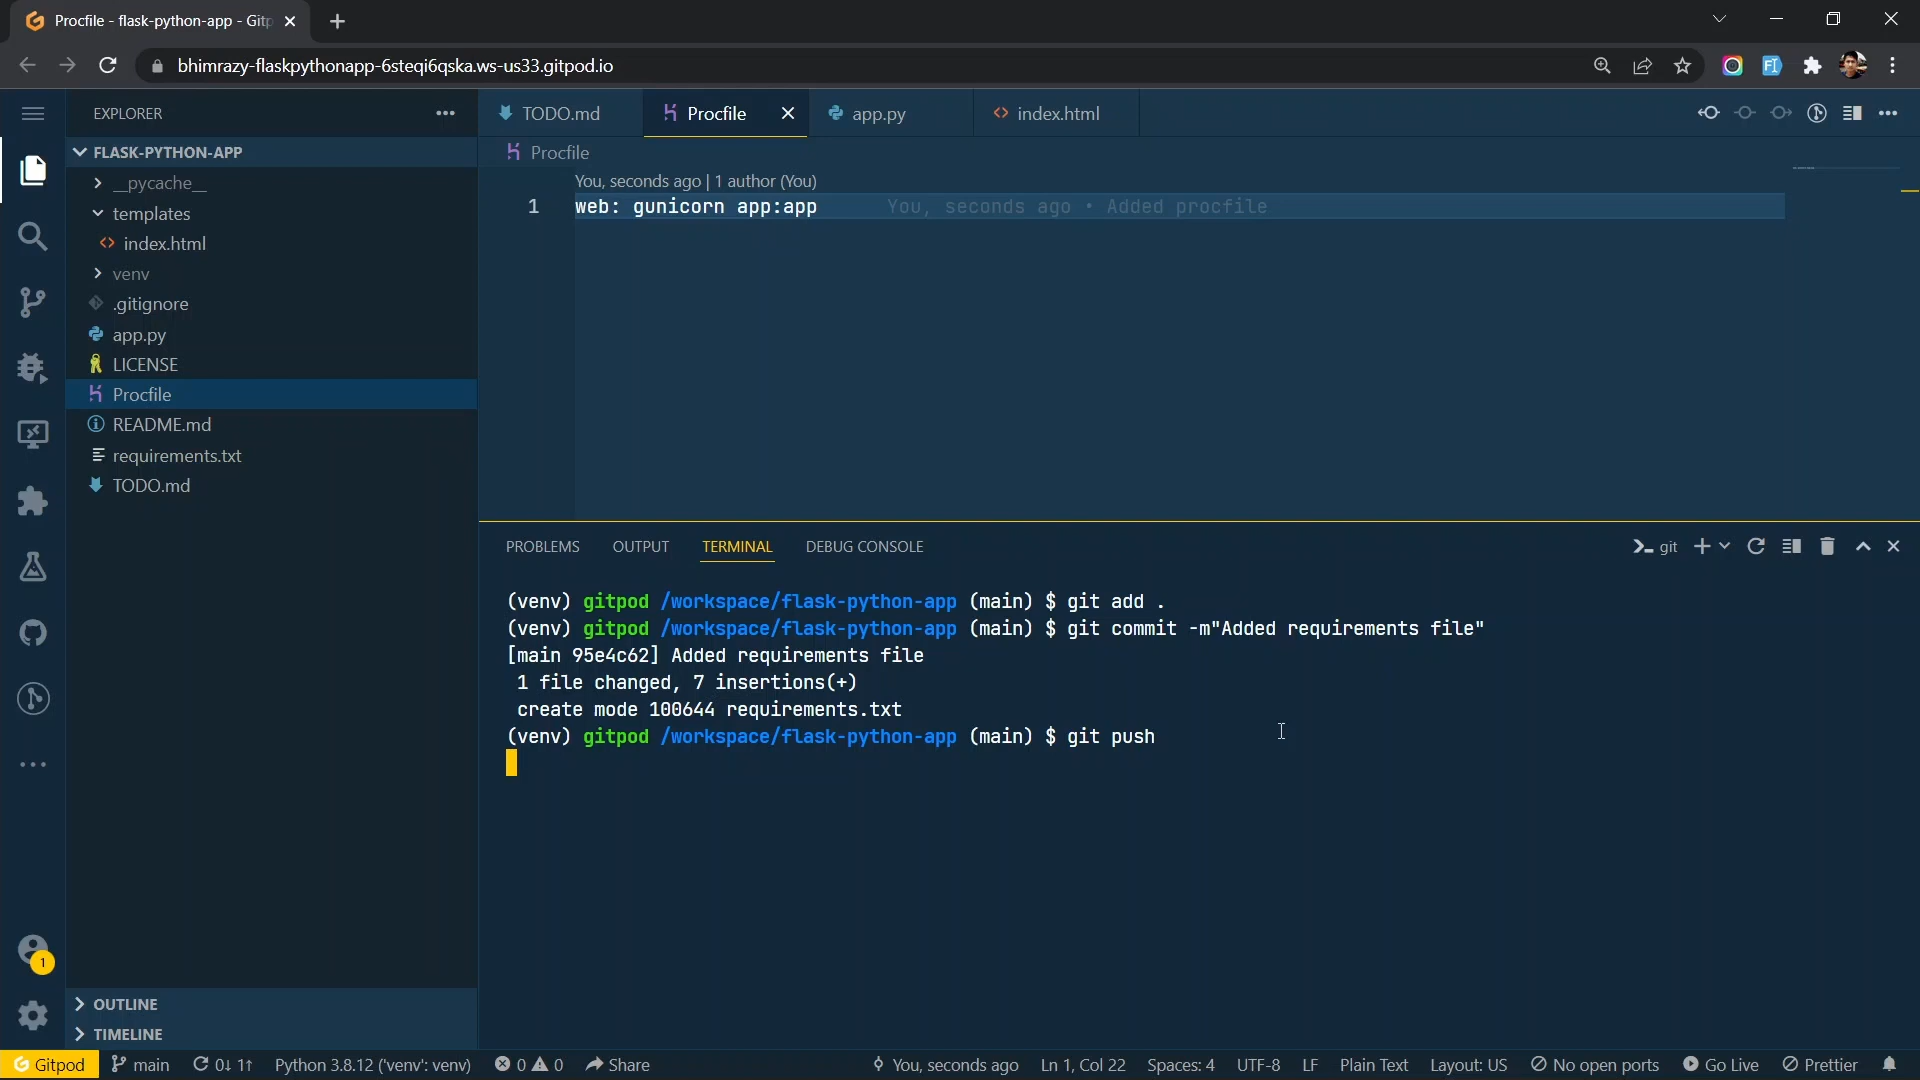 Procfile - flask-python-app - Gitp
bhimrazy-flaskpythonapp-6steqi6qska.ws-us33.gitpod.io
EXPLORER
TODO.md
Procfile
app.py
index.html
FLASK-PYTHON-APP
Procfile
__pycache__
You, seconds ago | 1 author (You)
templates
1 web: gunicorn app:app You, seconds ago • Added procfile
index.html
venv
.gitignore
app.py
LICENSE
Procfile
README.md
requirements.txt
TODO.md
PROBLEMS OUTPUT TERMINAL DEBUG CONSOLE
git
(venv) gitpod /workspace/flask-python-app (main) $ git add .
(venv) gitpod /workspace/flask-python-app (main) $ git commit -m"Added requirements file"
[main 95e4c62] Added requirements file
1 file changed, 7 insertions(+)
create mode 100644 requirements.txt
(venv) gitpod /workspace/flask-python-app (main) $ git push
1
OUTLINE
TIMELINE
Gitpod main 0↓ 1↑ Python 3.8.12 ('venv': venv) 0 0 Share You, seconds ago Ln 1, Col 22 Spaces: 4 UTF-8 LF Plain Text Layout: US No open ports Go Live Prettier